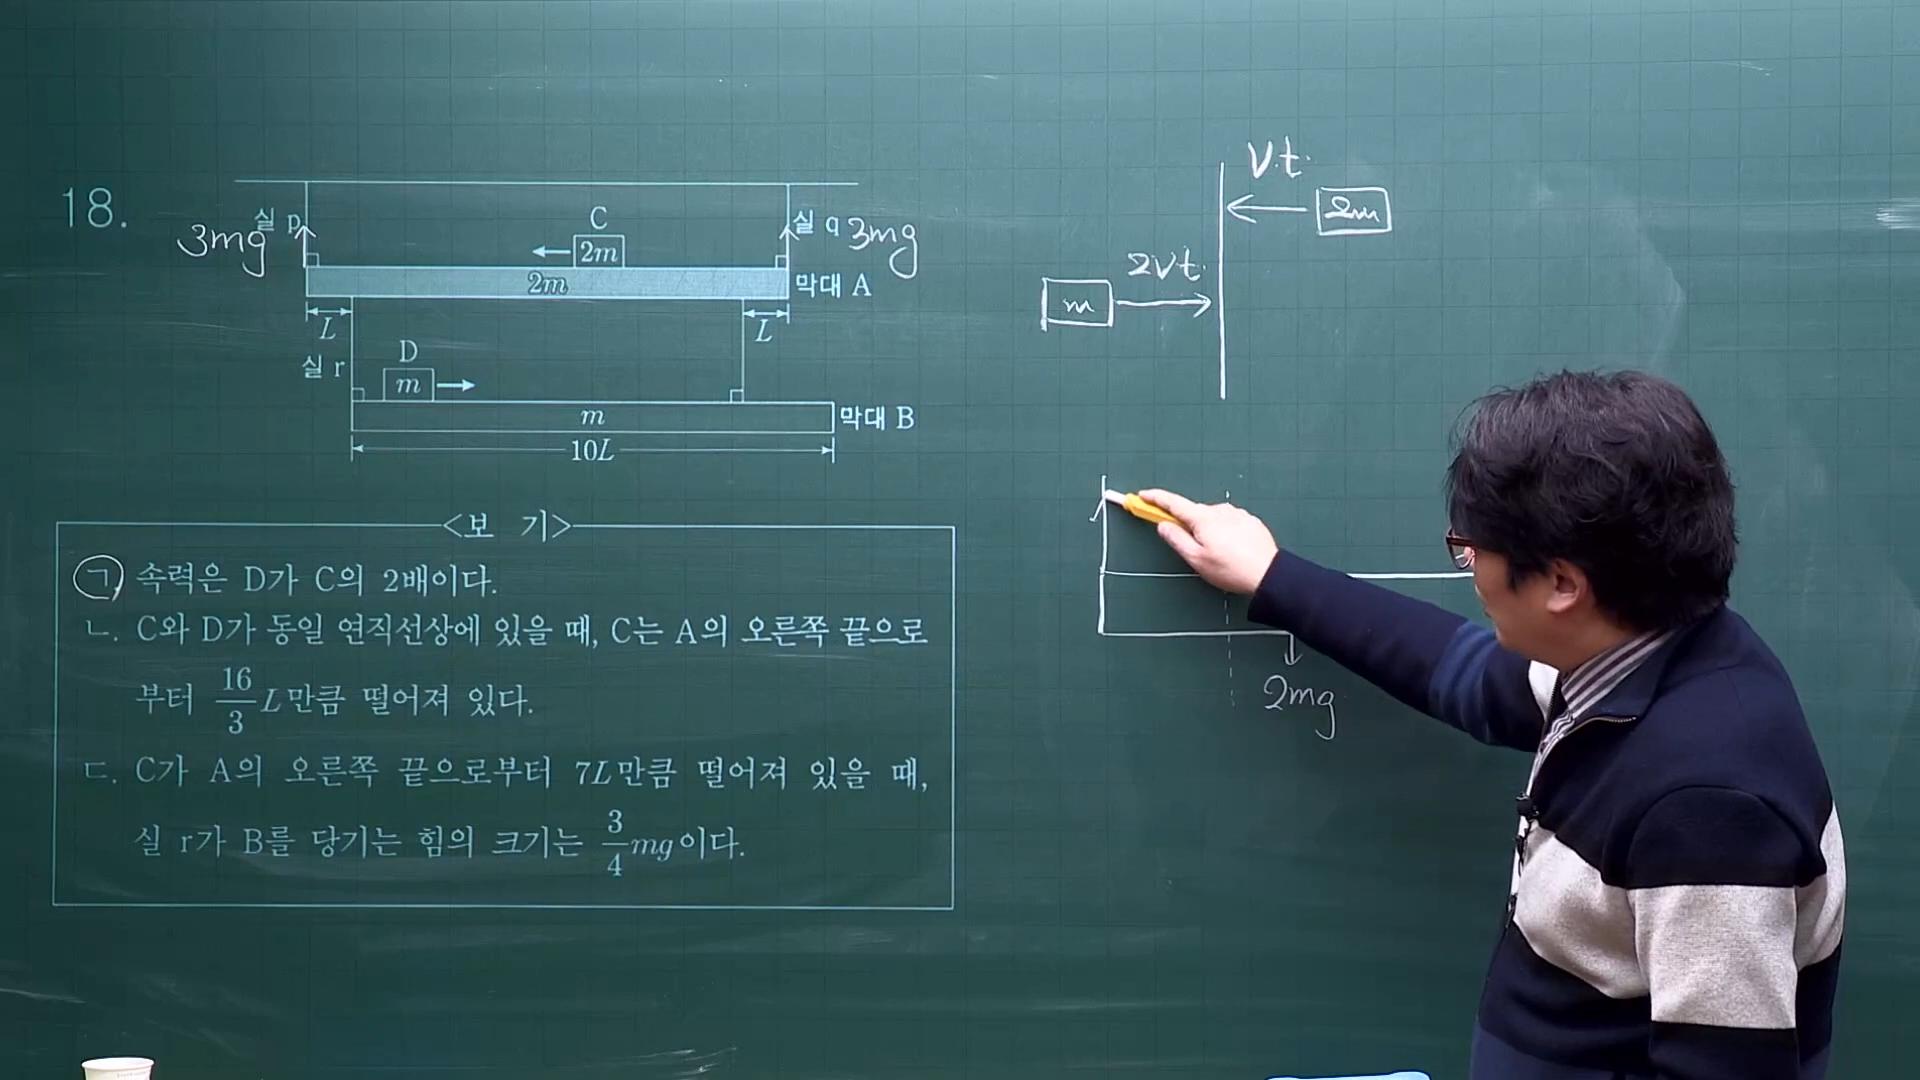 18.
실 p
3mg
C
2m
실 q
3mg
2m
막대 A
L
L
실 r
D
m
m
막대 B
10L
<보 기>
ㄱ. 속력은 D가 C의 2배이다.
ㄴ. C와 D가 동일 연직선상에 있을 때, C는 A의 오른쪽 끝으로
부터 16/3 L만큼 떨어져 있다.
ㄷ. C가 A의 오른쪽 끝으로부터 7L만큼 떨어져 있을 때,
실 r가 B를 당기는 힘의 크기는 3/4 mg이다.
Vt.
2m
2Vt.
m
2mg